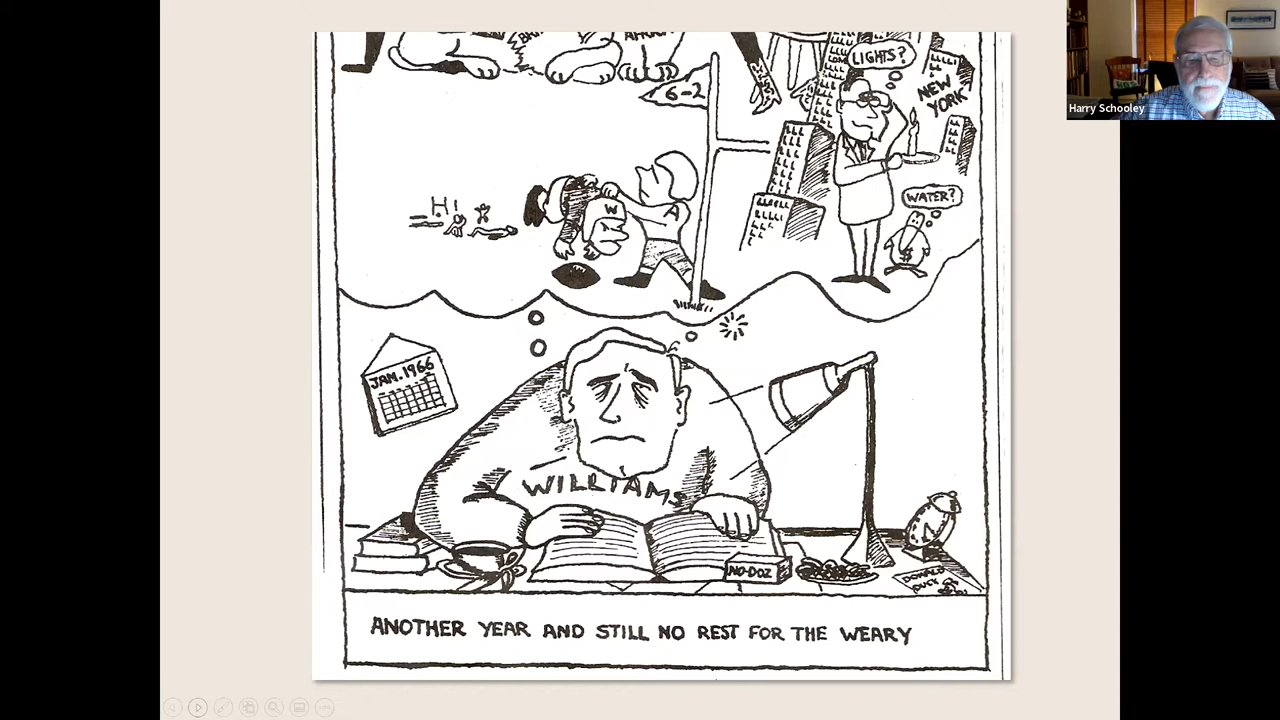 LIGHTS?
6-2
NEW
YORK
Harry Schooley
WATER?
H!
W
A
$
JAN. 1966
WILLIAMS
NO-DOZ
DONALD
DUCK
ANOTHER YEAR AND STILL NO REST FOR THE WEARY